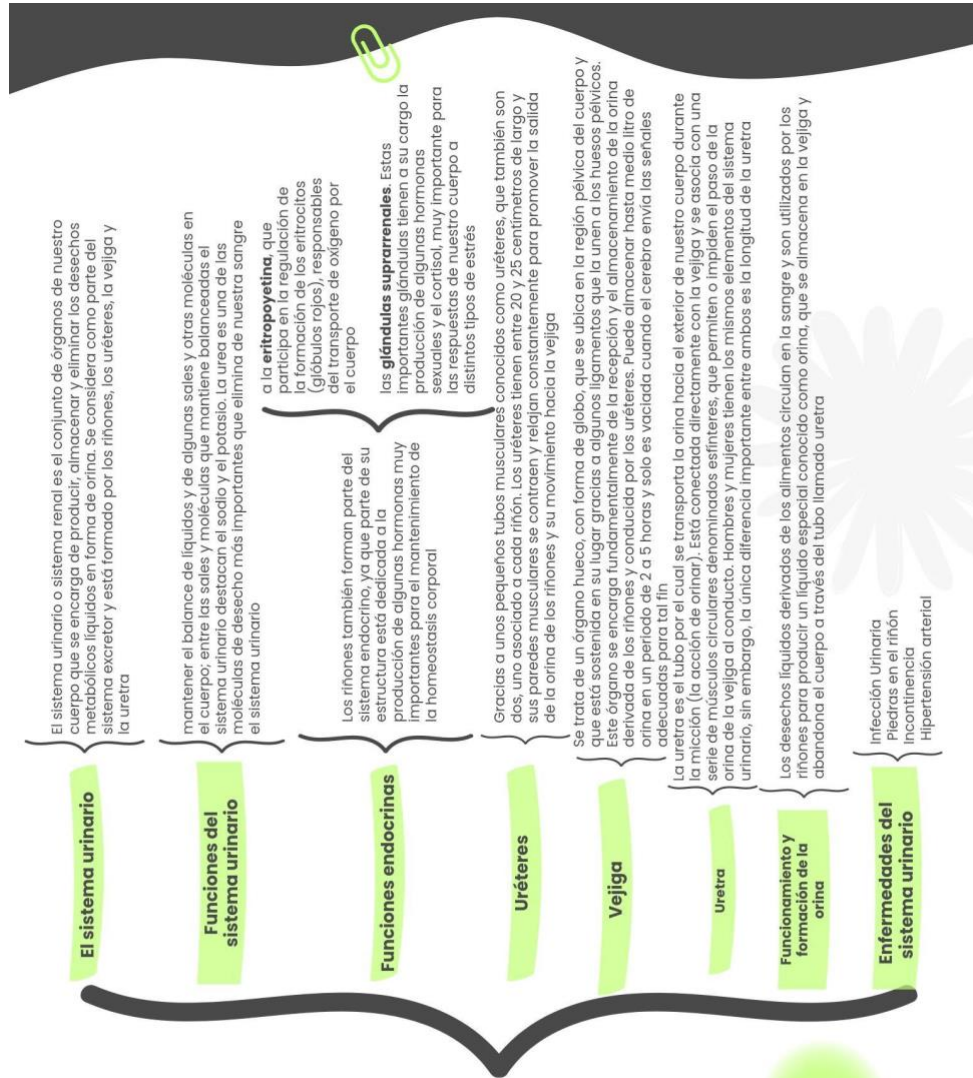 El sistema urinario
El sistema urinario o sistema renal es el conjunto de órganos de nuestro
cuerpo que se encarga de producir, almacenar y eliminar los desechos
metabólicos líquidos en forma de orina. Se considera como parte del
sistema excretor y está formado por los riñones, los uréteres, la vejiga y
la uretra
Funciones del
sistema urinario
mantener el balance de líquidos y de algunas sales y otras moléculas en
el cuerpo; entre las sales y moléculas que mantiene balanceadas el
sistema urinario destacan el sodio y el potasio. La urea es una de las
moléculas de desecho más importantes que elimina de nuestra sangre
el sistema urinario
Funciones endocrinas
Los riñones también forman parte del
sistema endocrino, ya que parte de su
estructura está dedicada a la
producción de algunas hormonas muy
importantes para el mantenimiento de
la homeostasis corporal
a la eritropoyetina, que
participa en la regulación de
la formación de los eritrocitos
(glóbulos rojos), responsables
del transporte de oxígeno por
el cuerpo
las glándulas suprarrenales. Estas
importantes glándulas tienen a su cargo la
producción de algunas hormonas
sexuales y el cortisol, muy importante para
las respuestas de nuestro cuerpo a
distintos tipos de estrés
Uréteres
Gracias a unos pequeños tubos musculares conocidos como uréteres, que también son
dos, uno asociado a cada riñón. Los uréteres tienen entre 20 y 25 centímetros de largo y
sus paredes musculares se contraen y relajan constantemente para promover la salida
de la orina de los riñones y su movimiento hacia la vejiga
Vejiga
Se trata de un órgano hueco, con forma de globo, que se ubica en la región pélvica del cuerpo y
que está sostenida en su lugar gracias a algunos ligamentos que la unen a los huesos pélvicos.
Este órgano se encarga fundamentalmente de la recepción y el almacenamiento de la orina
derivada de los riñones y conducida por los uréteres. Puede almacenar hasta medio litro de
orina en un periodo de 2 a 5 horas y solo es vaciada cuando el cerebro envía las señales
adecuadas para tal fin
Uretra
La uretra es el tubo por el cual se transporta la orina hacia el exterior de nuestro cuerpo durante
la micción (la acción de orinar). Está conectada directamente con la vejiga y se asocia con una
serie de músculos circulares denominados esfínteres, que permiten o impiden el paso de la
orina de la vejiga al conducto. Hombres y mujeres tienen los mismos elementos del sistema
urinario, sin embargo, la única diferencia importante entre ambos es la longitud de la uretra
Funcionamiento y
formación de la
orina
Los desechos líquidos derivados de los alimentos circulan en la sangre y son utilizados por los
riñones para producir un líquido especial conocido como orina, que se almacena en la vejiga y
abandona el cuerpo a través del tubo llamado uretra
Enfermedades del
sistema urinario
Infección Urinaria
Piedras en el riñón
Incontinencia
Hipertensión arterial